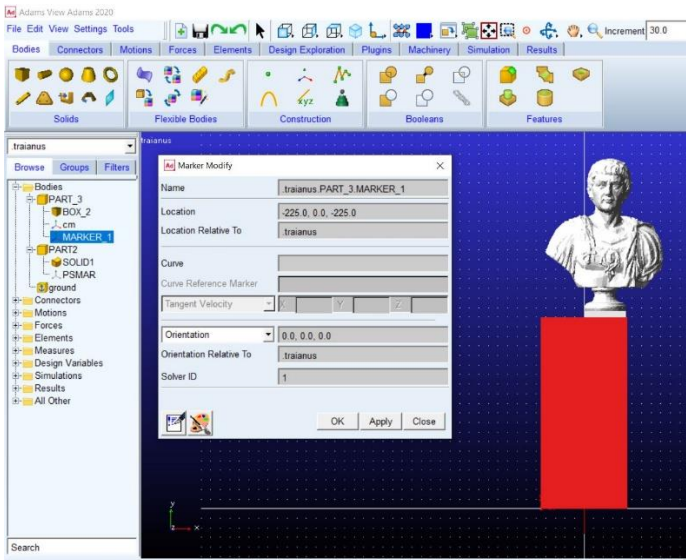 Ad Adams View Adams 2020
File Edit View Settings Tools
Increment 30.0
Bodies Connectors Motions Forces Elements Design Exploration Plugins Machinery Simulation Results
xyz
Solids Flexible Bodies Construction Booleans Features
.traianus
traianus
Browse Groups Filters
Bodies
PART_3
BOX_2
cm
MARKER_1
PART2
SOLID1
PSMAR
ground
Connectors
Motions
Forces
Elements
Measures
Design Variables
Simulations
Results
All Other
Search
Ad Marker Modify
Name .traianus.PART_3.MARKER_1
Location -225.0, 0.0, -225.0
Location Relative To .traianus
Curve
Curve Reference Marker
Tangent Velocity X Y Z
Orientation 0.0, 0.0, 0.0
Orientation Relative To .traianus
Solver ID 1
OK Apply Close
y
z x